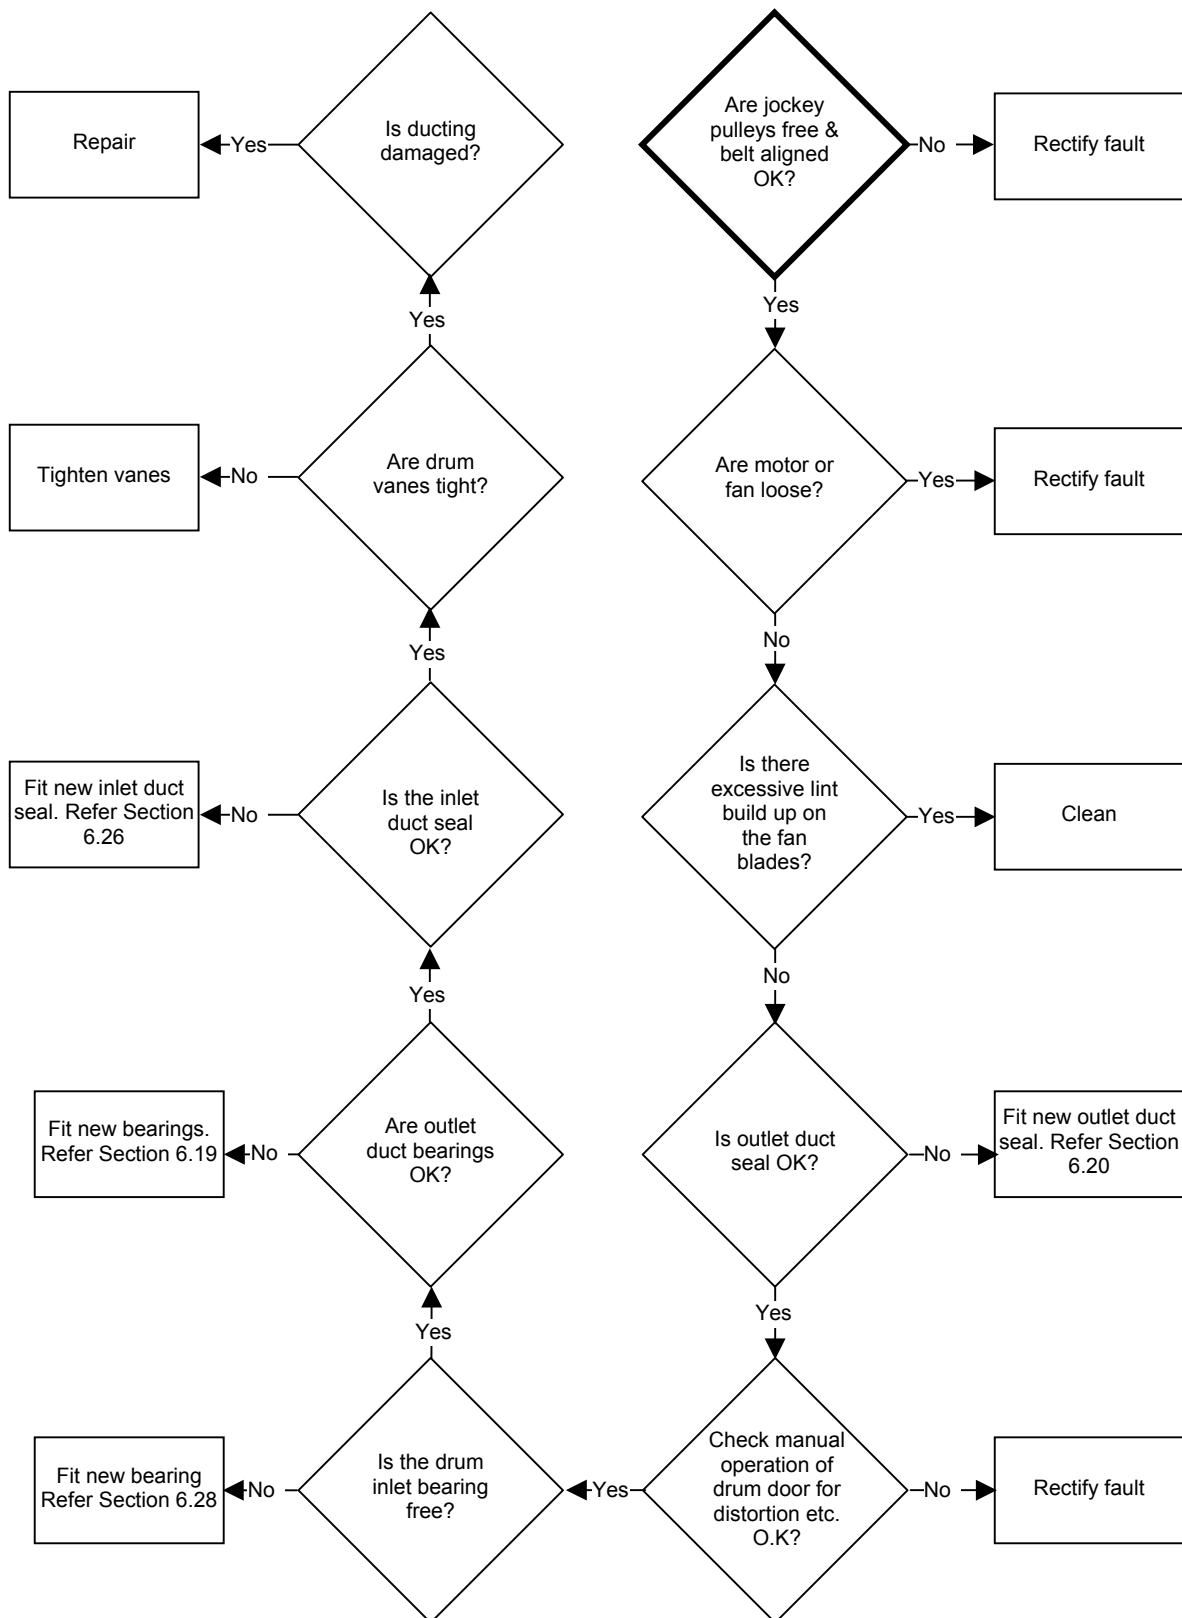 Are jockey
pulleys free &
belt aligned
OK?
No
Rectify fault
Yes
Are motor or
fan loose?
Yes
Rectify fault
No
Is there
excessive lint
build up on
the fan
blades?
Yes
Clean
No
Is outlet duct
seal OK?
No
Fit new outlet duct
seal. Refer Section
6.20
Yes
Check manual
operation of
drum door for
distortion etc.
O.K?
No
Rectify fault
Yes
Is the drum
inlet bearing
free?
No
Fit new bearing
Refer Section 6.28
Yes
Are outlet
duct bearings
OK?
No
Fit new bearings.
Refer Section 6.19
Yes
Is the inlet
duct seal
OK?
No
Fit new inlet duct
seal. Refer Section
6.26
Yes
Are drum
vanes tight?
No
Tighten vanes
Yes
Is ducting
damaged?
Yes
Repair